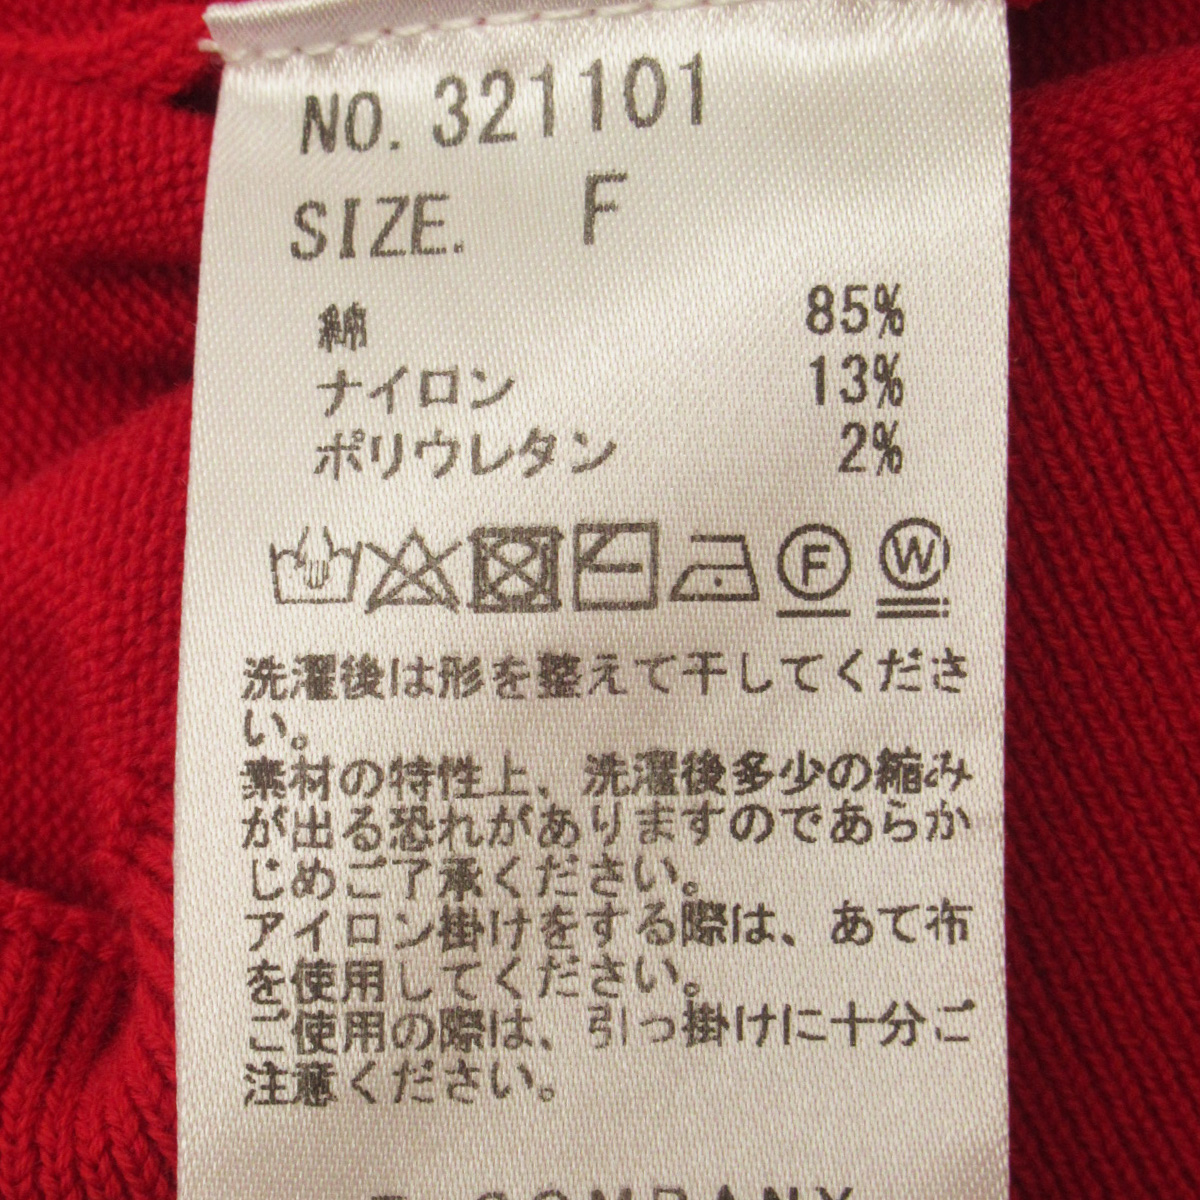 NO. 321101
SIZE. F
綿 85%
ナイロン 13%
ポリウレタン 2%
F W
洗濯後は形を整えて干してくださ
い。
素材の特性上、洗濯後多少の縮み
が出る恐れがありますのであらか
じめご了承ください。
アイロン掛けをする際は、あて布
を使用してください。
ご使用の際は、引っ掛けに十分ご
注意ください。
COMPANY